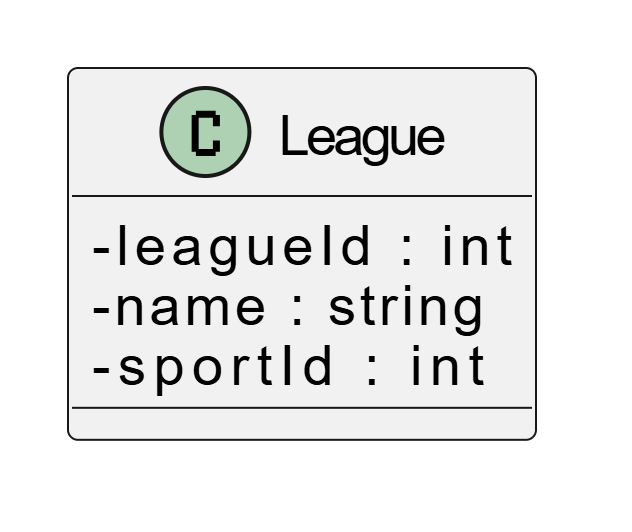 C League
-leagueId : int
-name : string
-sportId : int